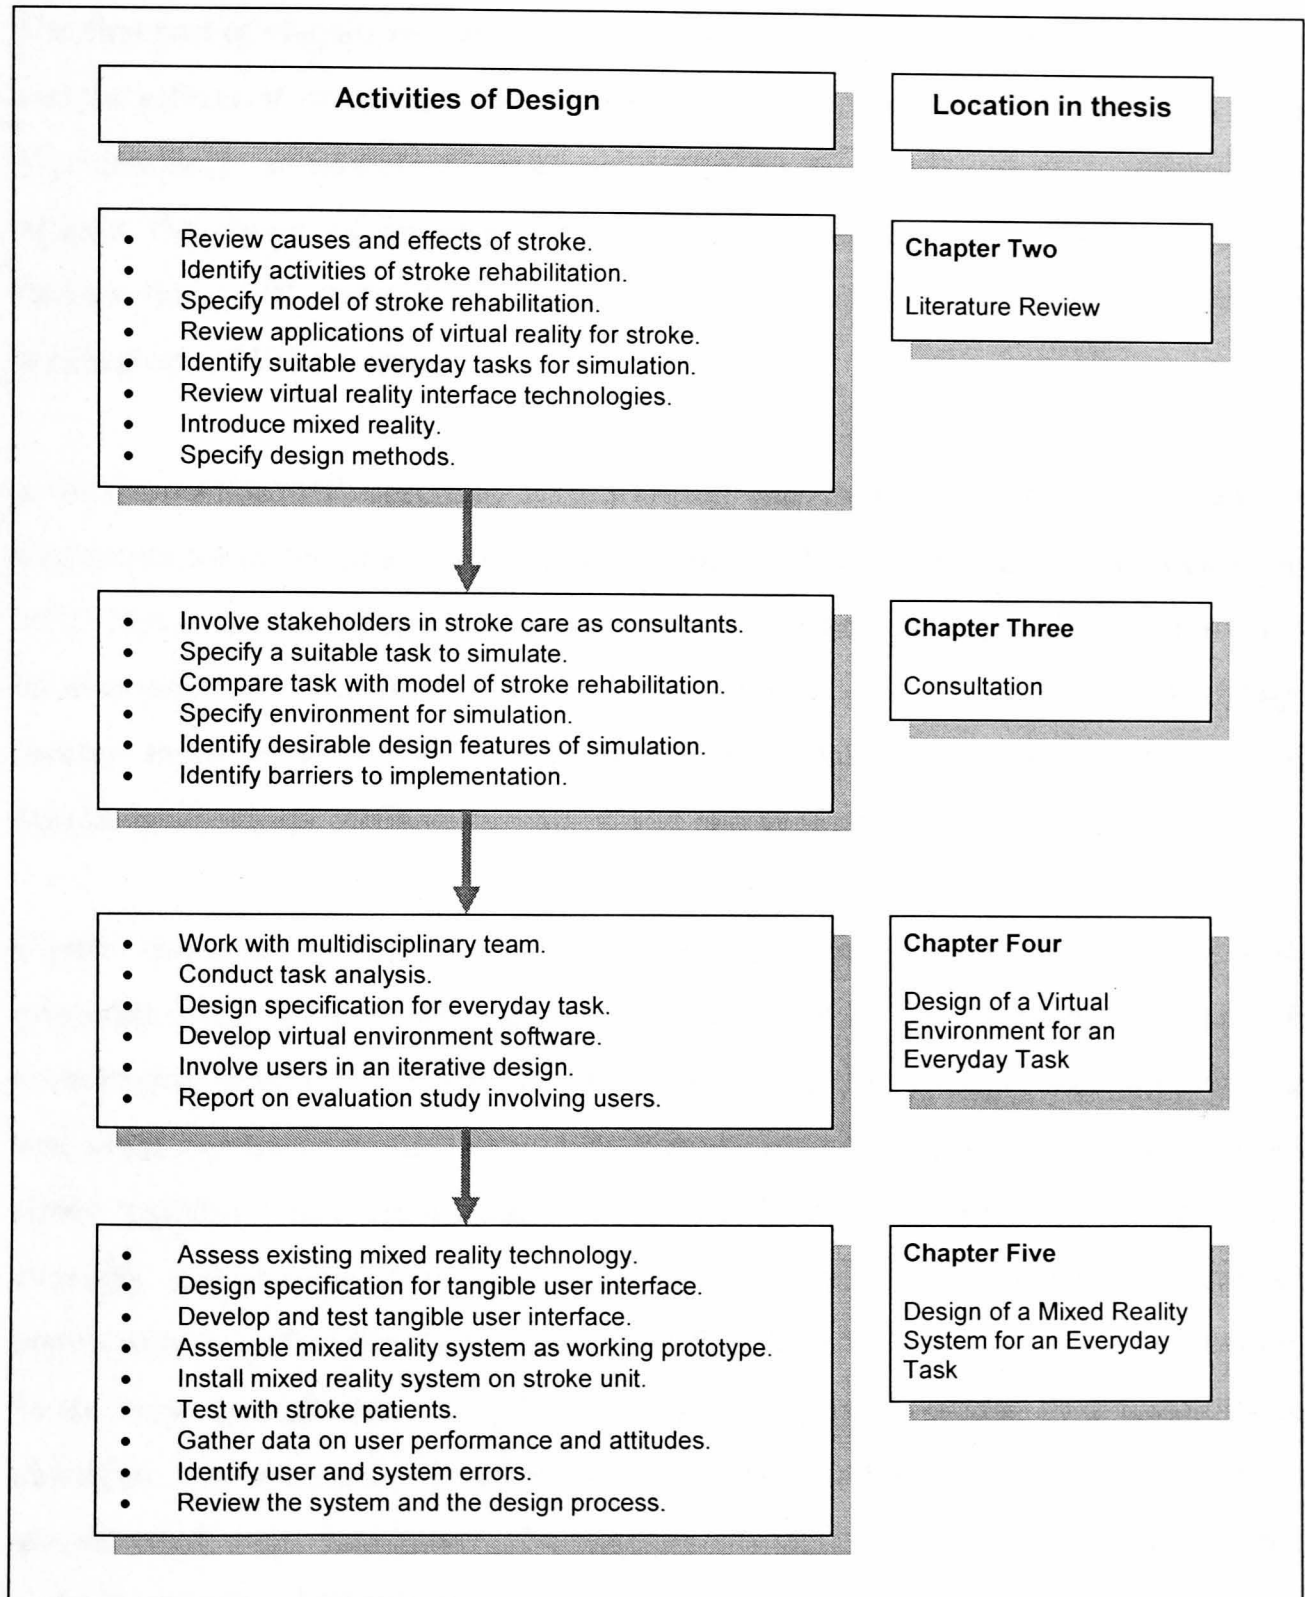 Activities of Design
Location in thesis
• Review causes and effects of stroke.
• Identify activities of stroke rehabilitation.
• Specify model of stroke rehabilitation.
• Review applications of virtual reality for stroke.
• Identify suitable everyday tasks for simulation.
• Review virtual reality interface technologies.
• Introduce mixed reality.
• Specify design methods.
Chapter Two
Literature Review
• Involve stakeholders in stroke care as consultants.
• Specify a suitable task to simulate.
• Compare task with model of stroke rehabilitation.
• Specify environment for simulation.
• Identify desirable design features of simulation.
• Identify barriers to implementation.
Chapter Three
Consultation
• Work with multidisciplinary team.
• Conduct task analysis.
• Design specification for everyday task.
• Develop virtual environment software.
• Involve users in an iterative design.
• Report on evaluation study involving users.
Chapter Four
Design of a Virtual
Environment for an
Everyday Task
• Assess existing mixed reality technology.
• Design specification for tangible user interface.
• Develop and test tangible user interface.
• Assemble mixed reality system as working prototype.
• Install mixed reality system on stroke unit.
• Test with stroke patients.
• Gather data on user performance and attitudes.
• Identify user and system errors.
• Review the system and the design process.
Chapter Five
Design of a Mixed Reality
System for an Everyday
Task